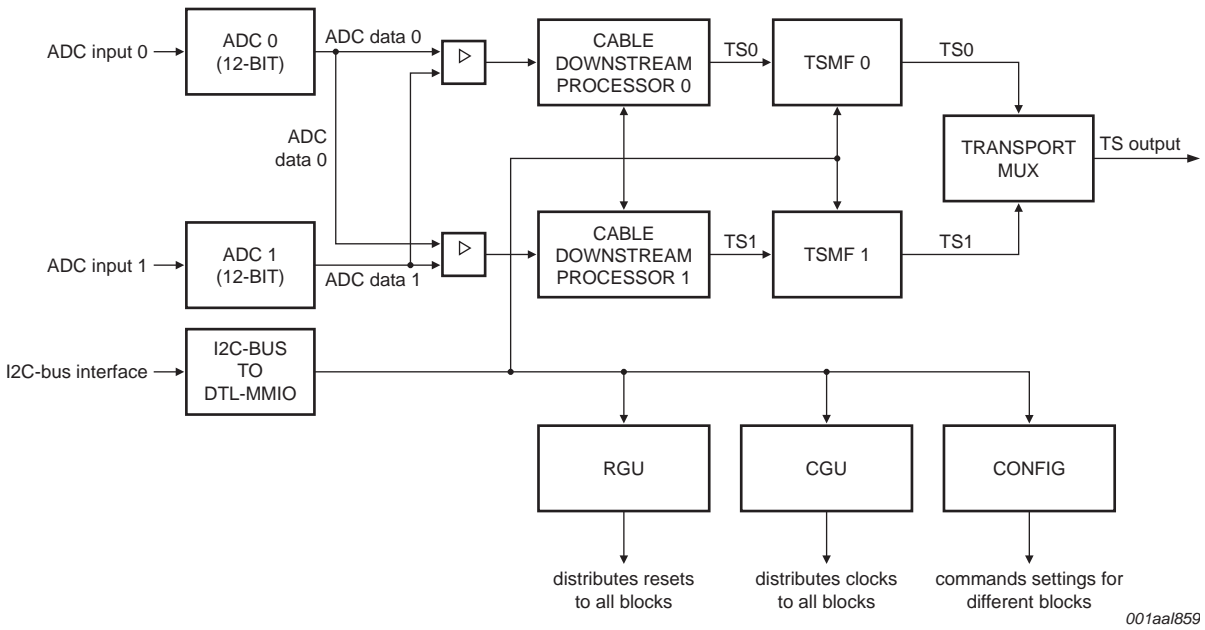 ADC input 0
ADC 0
(12-BIT)
ADC data 0
CABLE
DOWNSTREAM
PROCESSOR 0
TS0
TSMF 0
TS0
ADC
data 0
TRANSPORT
MUX
TS output
ADC input 1
ADC 1
(12-BIT)
ADC data 1
CABLE
DOWNSTREAM
PROCESSOR 1
TS1
TSMF 1
TS1
I2C-bus interface
I2C-BUS
TO
DTL-MMIO
RGU
CGU
CONFIG
distributes resets
to all blocks
distributes clocks
to all blocks
commands settings for
different blocks
001aal859